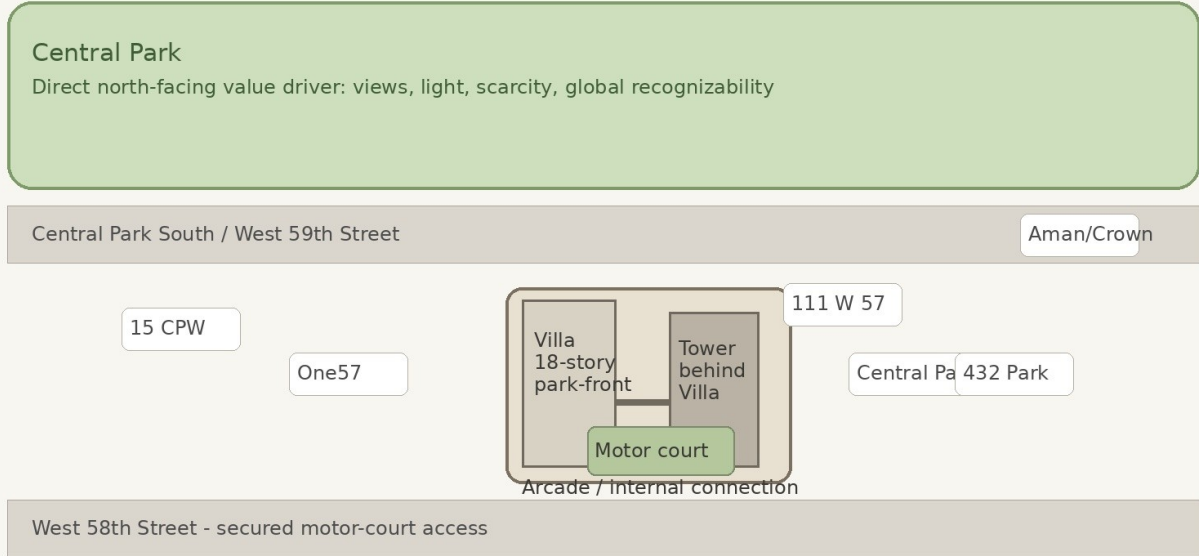 Central Park
Direct north-facing value driver: views, light, scarcity, global recognizability
Central Park South / West 59th Street
Aman/Crown
111 W 57
15 CPW
One57
Villa
18-story
park-front
Tower
behind
Villa
Central Pa
432 Park
Motor court
Arcade / internal connection
West 58th Street - secured motor-court access